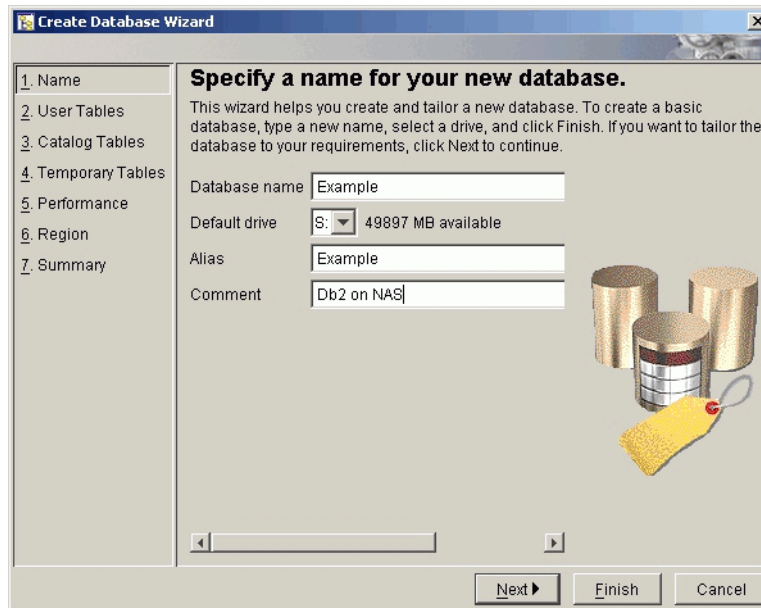 Create Database Wizard
1. Name
2. User Tables
3. Catalog Tables
4. Temporary Tables
5. Performance
6. Region
7. Summary
Specify a name for your new database.
This wizard helps you create and tailor a new database. To create a basic
database, type a new name, select a drive, and click Finish. If you want to tailor the
database to your requirements, click Next to continue.
Database name Example
Default drive S: 49897 MB available
Alias Example
Comment Db2 on NAS
Next Finish Cancel